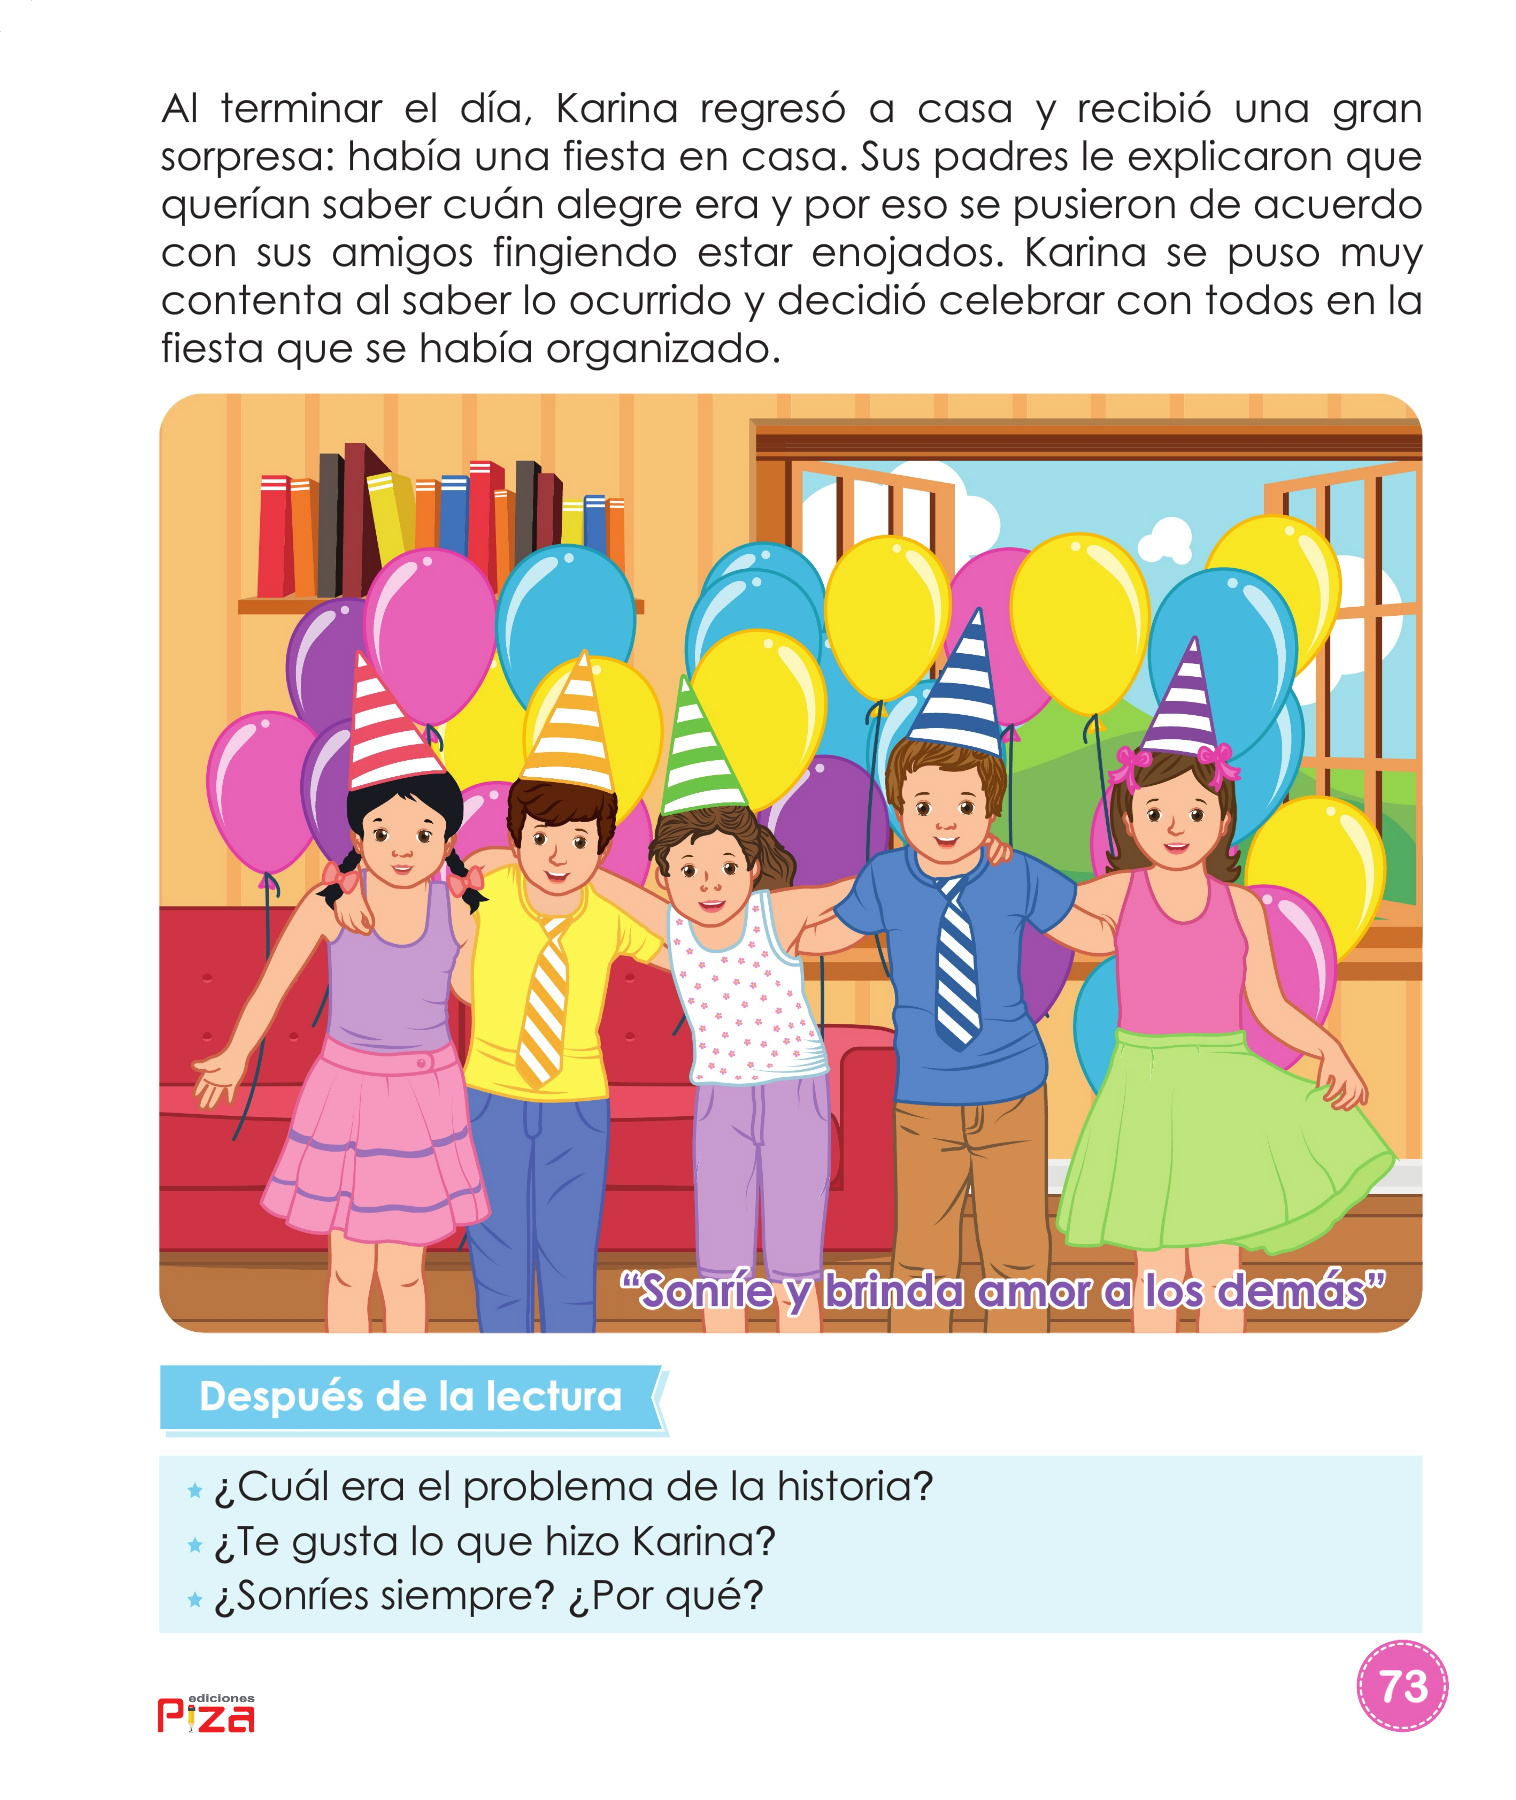 Al terminar el día, Karina regresó a casa y recibió una gran
sorpresa: había una fiesta en casa. Sus padres le explicaron que
querían saber cuán alegre era y por eso se pusieron de acuerdo
con sus amigos fingiendo estar enojados. Karina se puso muy
contenta al saber lo ocurrido y decidió celebrar con todos en la
fiesta que se había organizado.
“Sonríe y brinda amor a los demás”
Después de la lectura
¿Cuál era el problema de la historia?
¿Te gusta lo que hizo Karina?
¿Sonríes siempre? ¿Por qué?
73
ediciones
Piza